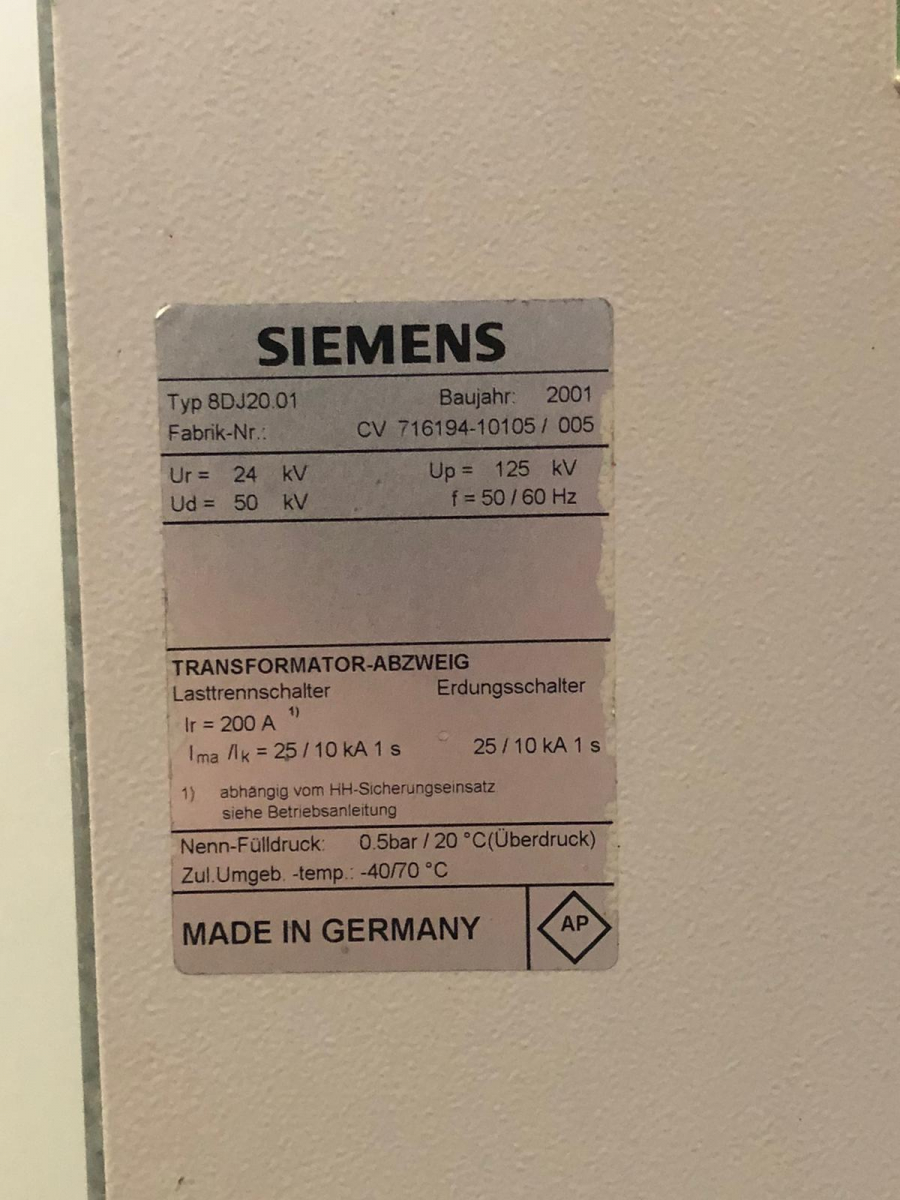 SIEMENS
Typ 8DJ20.01 Baujahr: 2001
Fabrik-Nr.: CV 716194-10105 / 005
Ur = 24 kV Up = 125 kV
Ud = 50 kV f = 50 / 60 Hz
TRANSFORMATOR-ABZWEIG
Lasttrennschalter Erdungsschalter
Ir = 200 A 1)
Ima /Ik = 25 / 10 kA 1 s 25 / 10 kA 1 s
1) abhängig vom HH-Sicherungseinsatz
siehe Betriebsanleitung
Nenn-Fülldruck: 0.5bar / 20 °C(Überdruck)
Zul.Umgeb. -temp.: -40/70 °C
MADE IN GERMANY AP